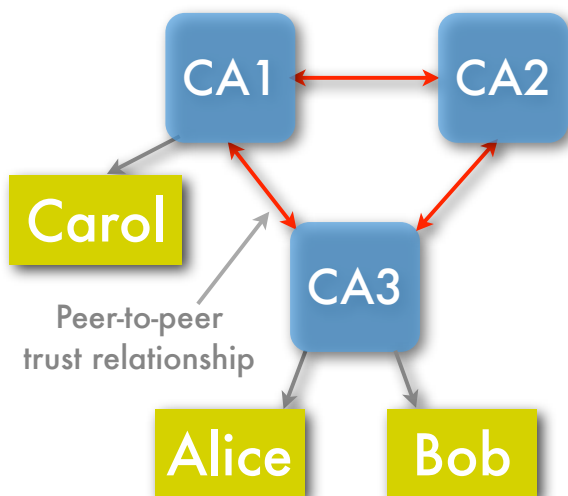 CA1
CA2
Carol
CA3
Peer-to-peer
trust relationship
Alice
Bob